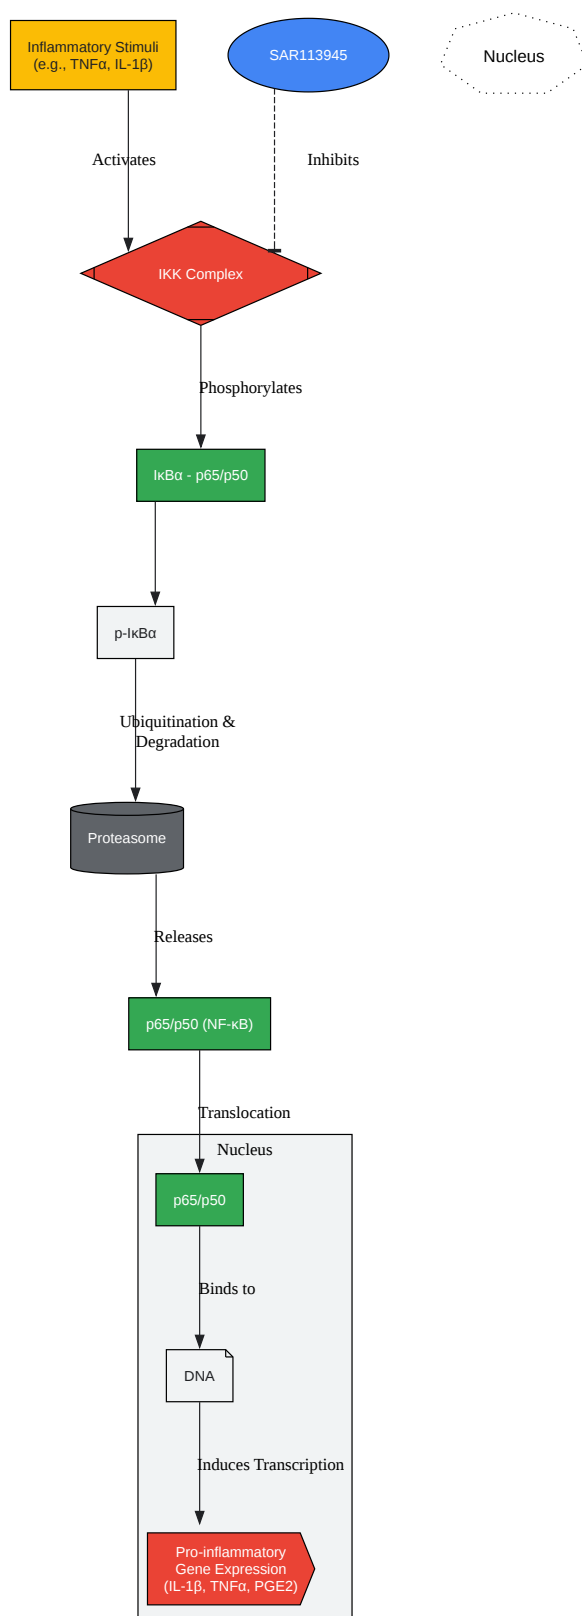 Inflammatory Stimuli
(e.g., TNFα, IL-1β)
SAR113945
Nucleus
Activates
Inhibits
IKK Complex
Phosphorylates
IκBα - p65/p50
p-IκBα
Ubiquitination &
Degradation
Proteasome
Releases
p65/p50 (NF-κB)
Translocation
Nucleus
p65/p50
Binds to
DNA
Induces Transcription
Pro-inflammatory
Gene Expression
(IL-1β, TNFα, PGE2)